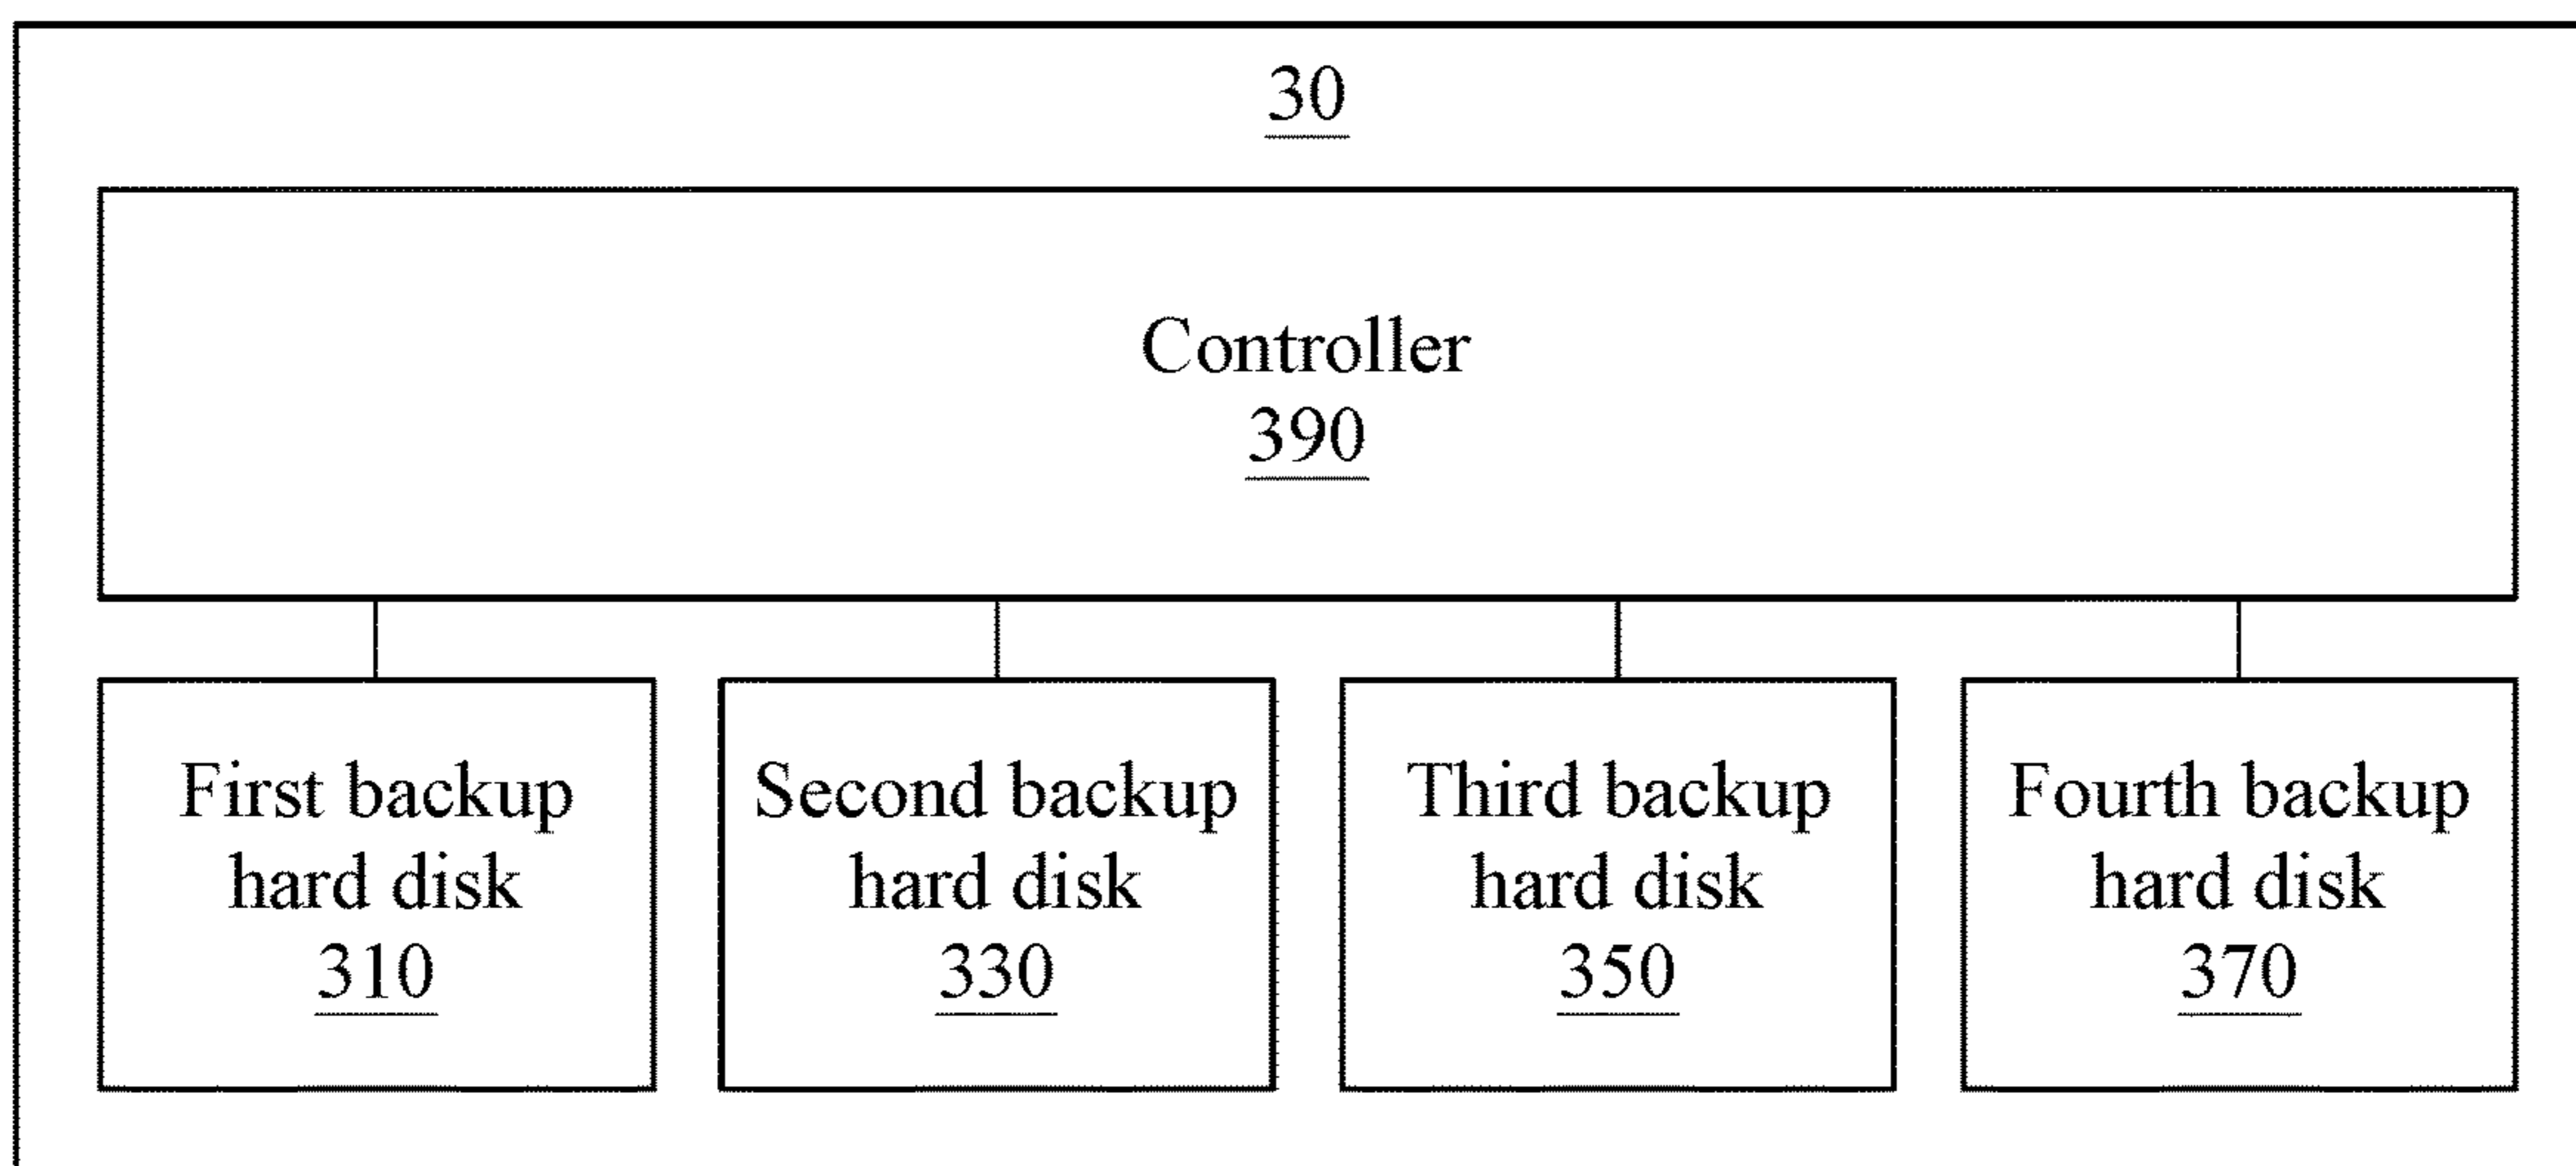 30
Controller
390
First backup
hard disk
310
Second backup
hard disk
330
Third backup
hard disk
350
Fourth backup
hard disk
370